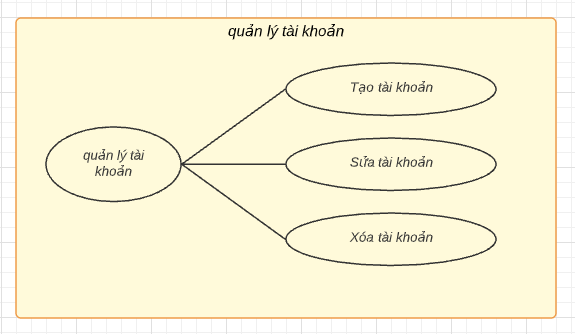 quản lý tài khoản
Tạo tài khoản
quản lý tài
khoản
Sửa tài khoản
Xóa tài khoản